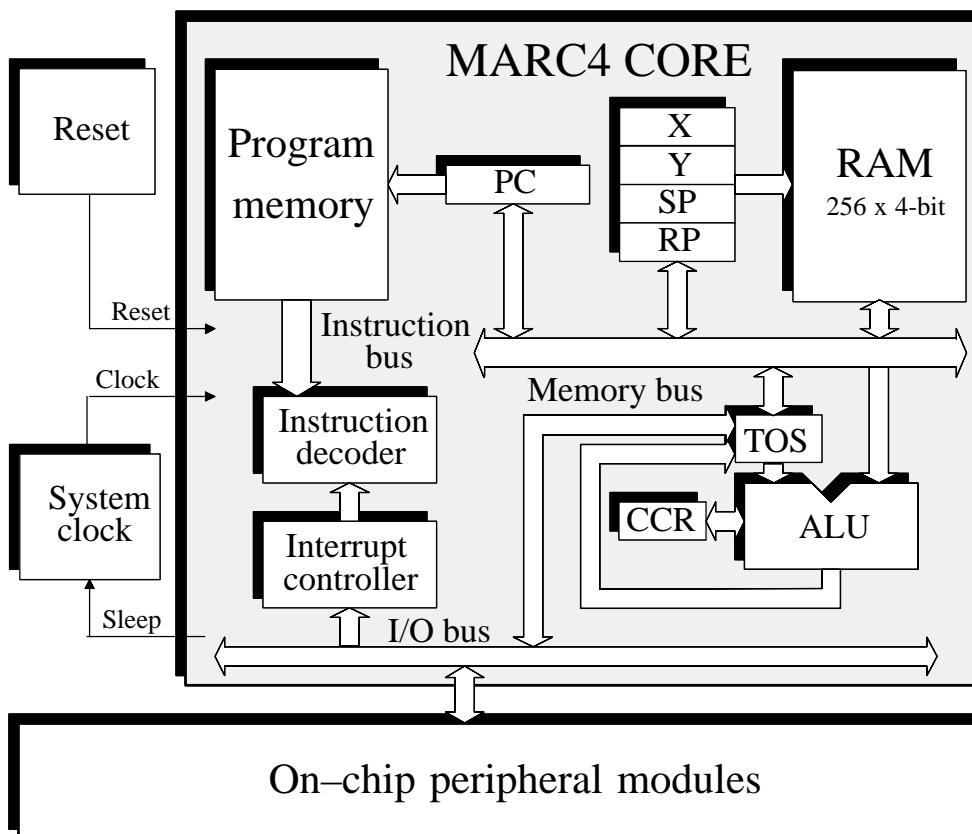 MARC4 CORE
Reset
Program
memory
PC
X
Y
SP
RP
RAM
256 x 4-bit
Reset
Instruction
bus
Clock
Memory bus
Instruction
decoder
TOS
System
clock
CCR
ALU
Interrupt
controller
Sleep
I/O bus
On–chip peripheral modules